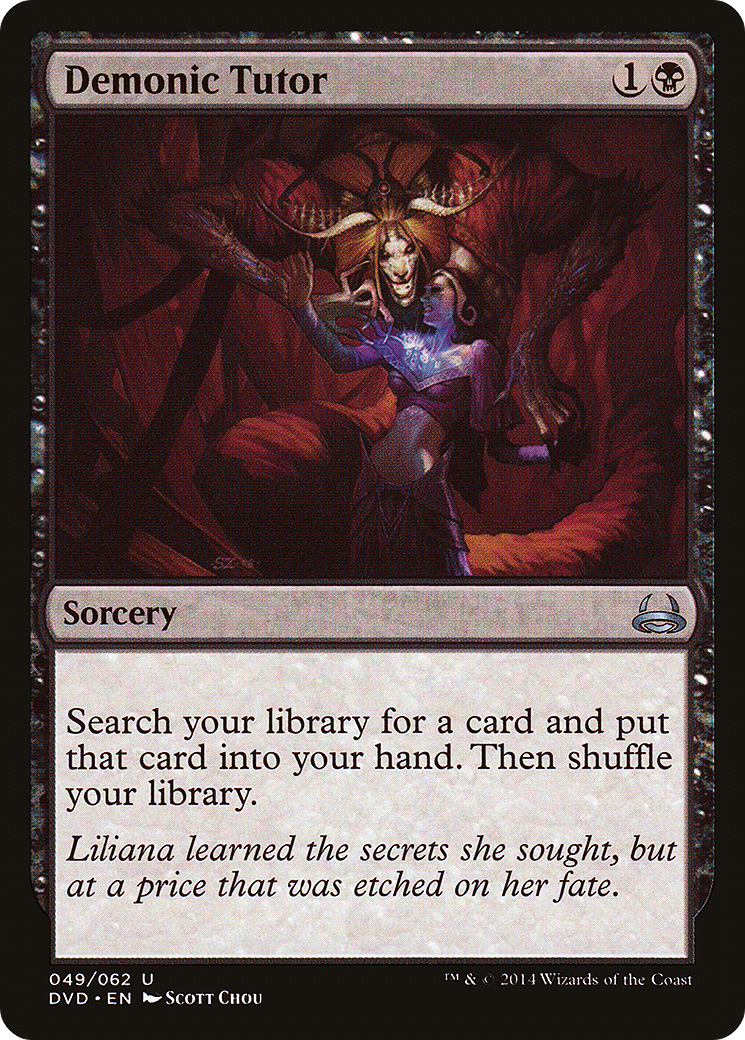 Demonic Tutor 1
Sorcery
Search your library for a card and put
that card into your hand. Then shuffle
your library.
Liliana learned the secrets she sought, but
at a price that was etched on her fate.
049/062 U
DVD • EN Scott Chou
™ & © 2014 Wizards of the Coast